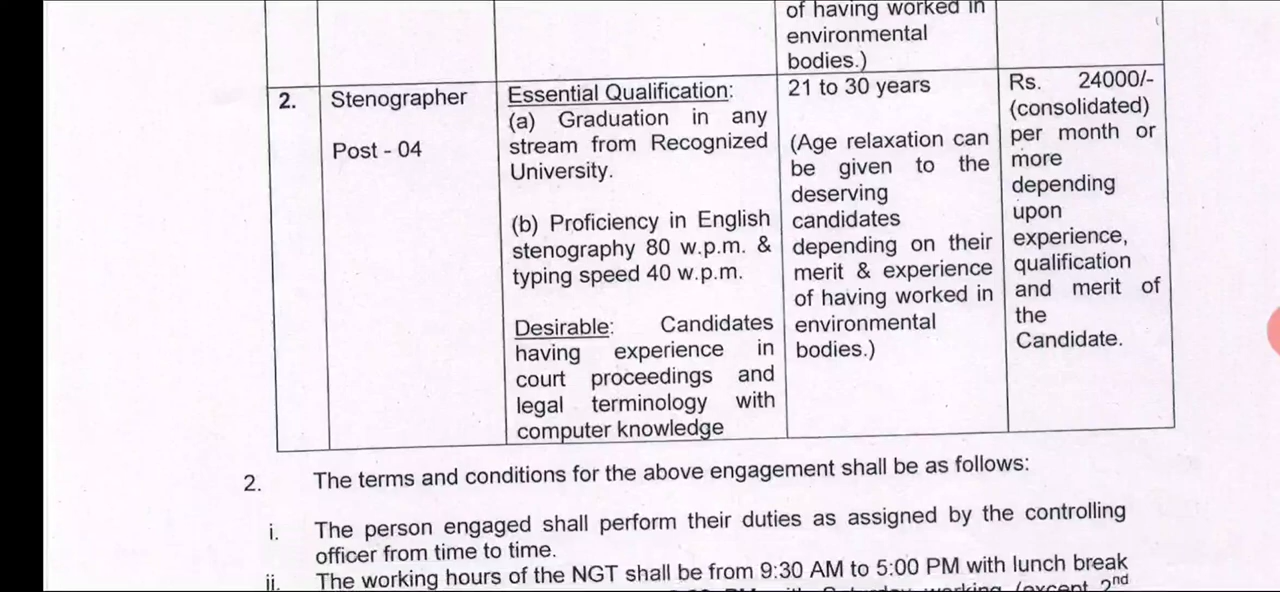 of having worked in
environmental
bodies.)
2.
Stenographer
Post - 04
Essential Qualification:
(a) Graduation in any
stream from Recognized
University.
(b) Proficiency in English
stenography 80 w.p.m. &
typing speed 40 w.p.m.
Desirable: Candidates
having experience in
court proceedings and
legal terminology with
computer knowledge
21 to 30 years
(Age relaxation can
be given to the
deserving
candidates
depending on their
merit & experience
of having worked in
environmental
bodies.)
Rs. 24000/-
(consolidated)
per month or
more
depending
upon
experience,
qualification
and merit of
the
Candidate.
2. The terms and conditions for the above engagement shall be as follows:
i. The person engaged shall perform their duties as assigned by the controlling
officer from time to time.
ii. The working hours of the NGT shall be from 9:30 AM to 5:00 PM with lunch break
PM with Saturday working (except 2nd